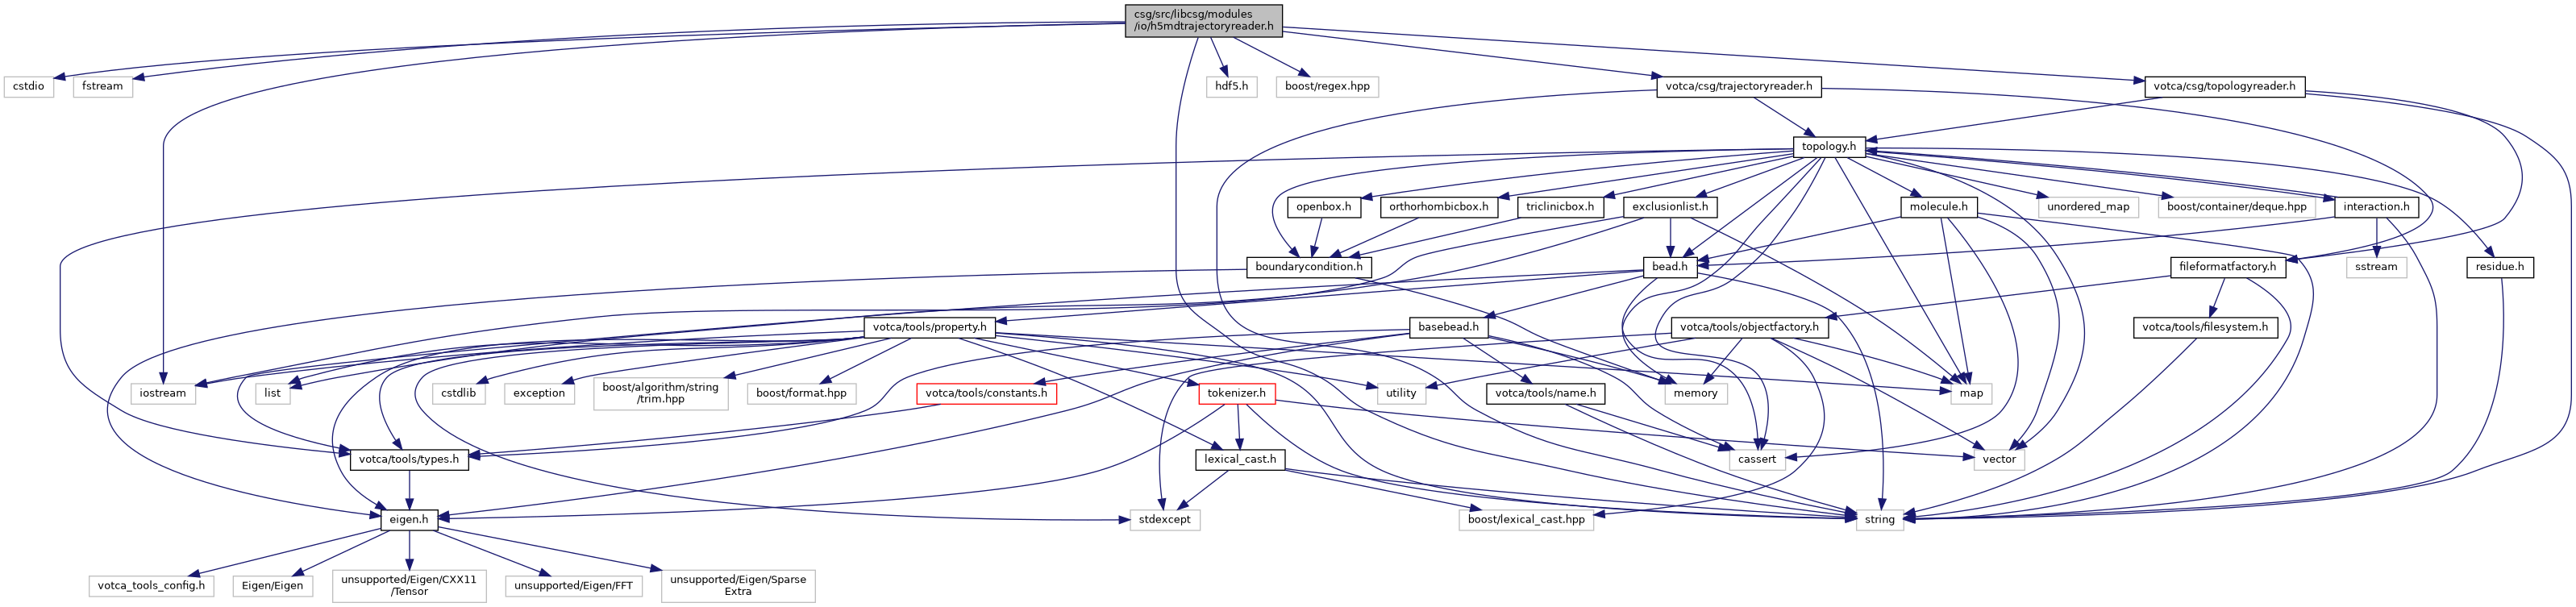 csg/src/libcsg/modules
/io/h5mdtrajectoryreader.h
cstdio
fstream
hdf5.h
boost/regex.hpp
votca/csg/trajectoryreader.h
votca/csg/topologyreader.h
topology.h
openbox.h
orthorhombicbox.h
triclinicbox.h
exclusionlist.h
molecule.h
unordered_map
boost/container/deque.hpp
interaction.h
boundarycondition.h
bead.h
fileformatfactory.h
sstream
residue.h
votca/tools/property.h
basebead.h
votca/tools/objectfactory.h
votca/tools/filesystem.h
iostream
list
cstdlib
exception
boost/algorithm/string
/trim.hpp
boost/format.hpp
votca/tools/constants.h
tokenizer.h
utility
votca/tools/name.h
memory
map
votca/tools/types.h
lexical_cast.h
cassert
vector
eigen.h
stdexcept
boost/lexical_cast.hpp
string
votca_tools_config.h
Eigen/Eigen
unsupported/Eigen/CXX11
/Tensor
unsupported/Eigen/FFT
unsupported/Eigen/Sparse
Extra